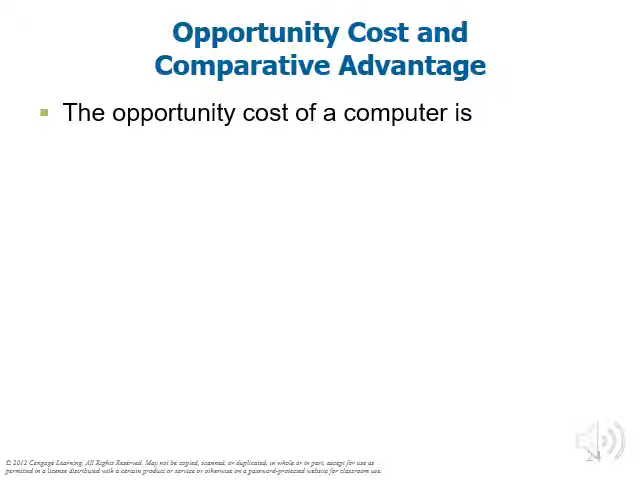 Opportunity Cost and
Comparative Advantage
▪ The opportunity cost of a computer is
24
© 2012 Cengage Learning. All Rights Reserved. May not be copied, scanned, or duplicated, in whole or in part, except for use as
permitted in a license distributed with a certain product or service or otherwise on a password-protected website for classroom use.